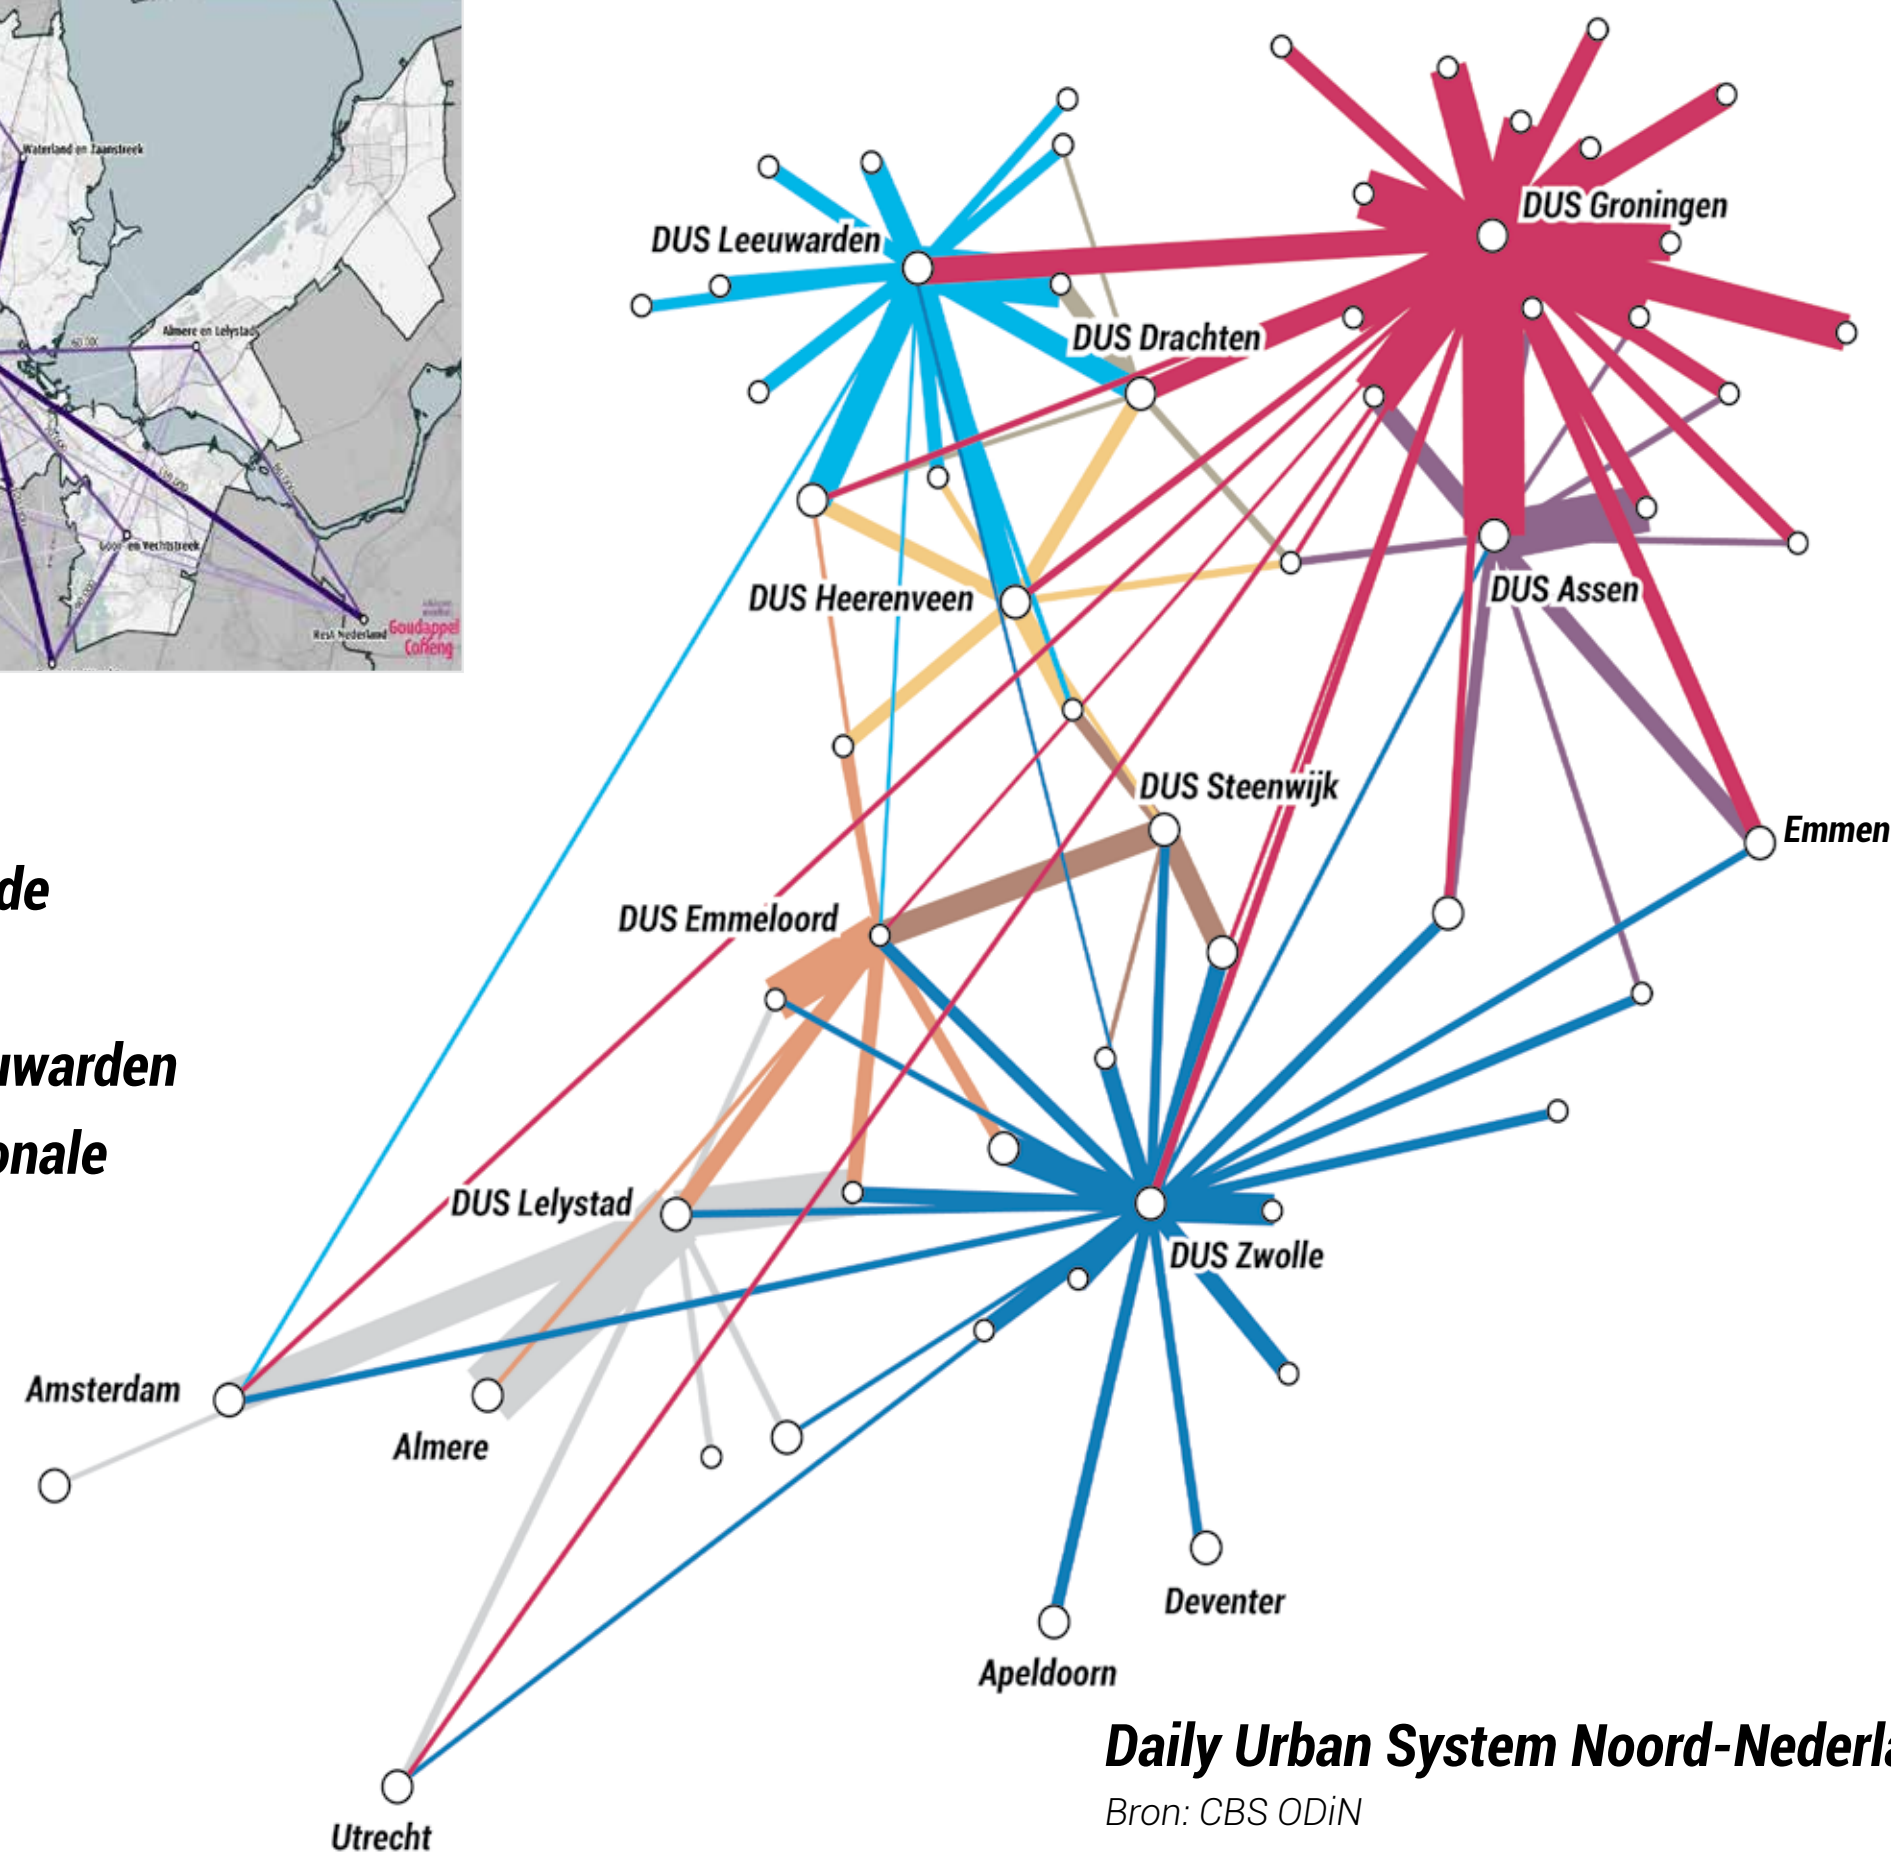 Waterland en Zaanstreek
Almere en Lelystad
60.000
Gooi- en Vechtstreek
Rest Nederland
Goudappel
Coffeng
de
uwarden
onale
DUS Leeuwarden
DUS Groningen
DUS Drachten
DUS Heerenveen
DUS Assen
DUS Steenwijk
Emmen
DUS Emmeloord
DUS Lelystad
DUS Zwolle
Amsterdam
Almere
Deventer
Apeldoorn
Utrecht
Daily Urban System Noord-Nederla
Bron: CBS ODiN